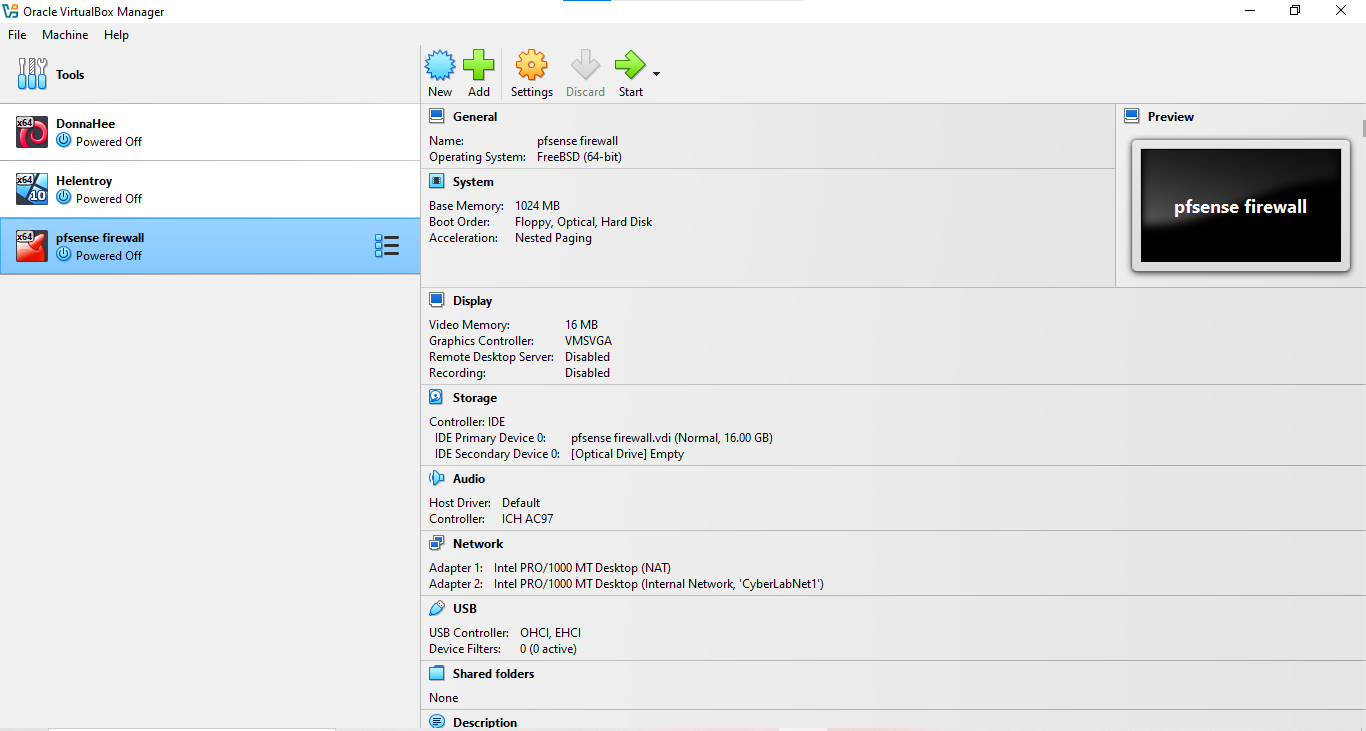 Oracle VirtualBox Manager
File Machine Help
Tools
New Add Settings Discard Start
x64 DonnaHee
Powered Off
x64 10 Helentroy
Powered Off
x64 pfsense firewall
Powered Off
General
Name: pfsense firewall
Operating System: FreeBSD (64-bit)
System
Base Memory: 1024 MB
Boot Order: Floppy, Optical, Hard Disk
Acceleration: Nested Paging
Preview
pfsense firewall
Display
Video Memory: 16 MB
Graphics Controller: VMSVGA
Remote Desktop Server: Disabled
Recording: Disabled
Storage
Controller: IDE
IDE Primary Device 0: pfsense firewall.vdi (Normal, 16.00 GB)
IDE Secondary Device 0: [Optical Drive] Empty
Audio
Host Driver: Default
Controller: ICH AC97
Network
Adapter 1: Intel PRO/1000 MT Desktop (NAT)
Adapter 2: Intel PRO/1000 MT Desktop (Internal Network, 'CyberLabNet1')
USB
USB Controller: OHCI, EHCI
Device Filters: 0 (0 active)
Shared folders
None
Description